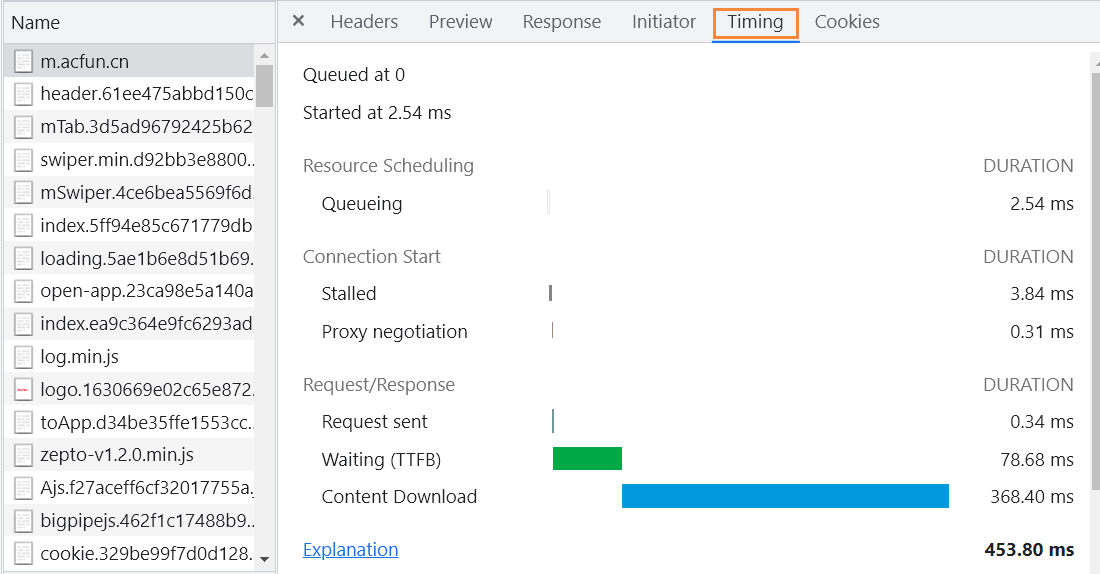 Name
m.acfun.cn
header.61ee475abbd150c
mTab.3d5ad96792425b62
swiper.min.d92bb3e8800..
mSwiper.4ce6bea5569f6d.
index.5ff94e85c671779db
loading.5ae1b6e8d51b69.
open-app.23ca98e5a140a
index.ea9c364e9fc6293ad
log.min.js
logo.1630669e02c65e872.
toApp.d34be35ffe1553cc..
zepto-v1.2.0.min.js
Ajs.f27aceff6cf32017755a.
bigpipejs.462f1c17488b9..
cookie.329be99f7d0d128.
× Headers Preview Response Initiator Timing Cookies
Queued at 0
Started at 2.54 ms
Resource Scheduling DURATION
Queueing 2.54 ms
Connection Start DURATION
Stalled 3.84 ms
Proxy negotiation 0.31 ms
Request/Response DURATION
Request sent 0.34 ms
Waiting (TTFB) 78.68 ms
Content Download 368.40 ms
Explanation 453.80 ms